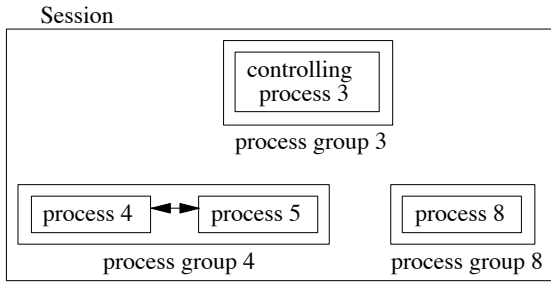 Session
controlling
process 3
process group 3
process 4
process 5
process 8
process group 4
process group 8